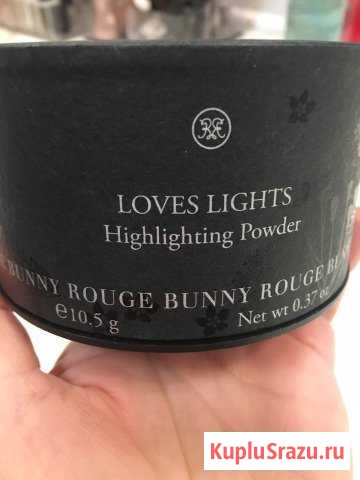 LOVES LIGHTS
Highlighting Powder
BUNNY ROUGE BUNNY ROUGE
℮10.5 g Net wt 0.37 oz
KupluSrazu.ru